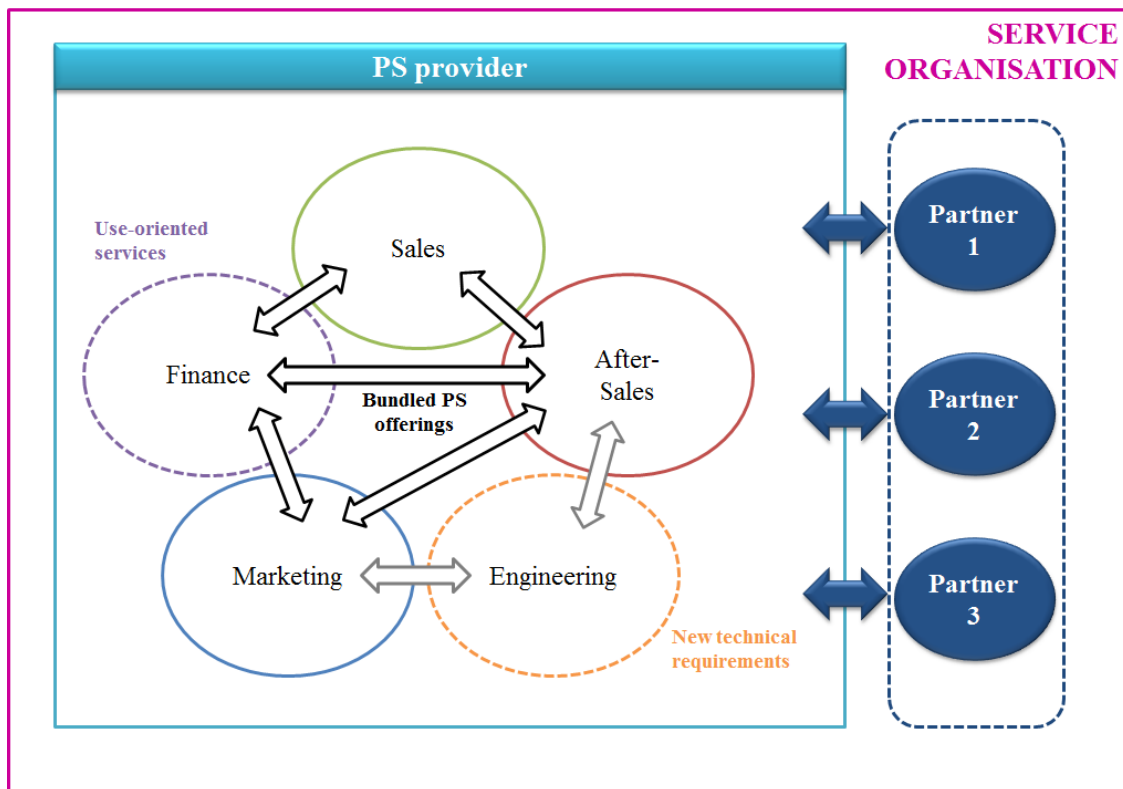 SERVICE
ORGANISATION
PS provider
Use-oriented
services
Sales
Finance
After-
Sales
Bundled PS
offerings
Marketing
Engineering
New technical
requirements
Partner
1
Partner
2
Partner
3